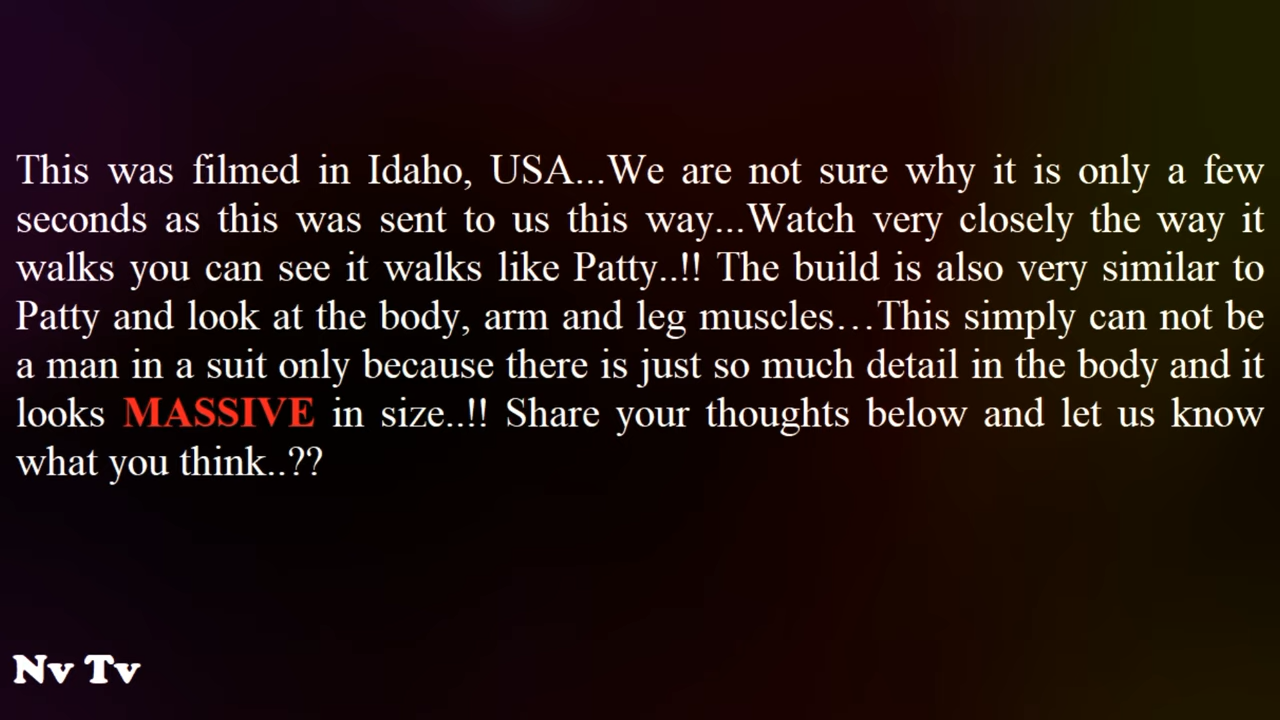 This was filmed in Idaho, USA...We are not sure why it is only a few
seconds as this was sent to us this way...Watch very closely the way it
walks you can see it walks like Patty..!! The build is also very similar to
Patty and look at the body, arm and leg muscles…This simply can not be
a man in a suit only because there is just so much detail in the body and it
looks MASSIVE in size..!! Share your thoughts below and let us know
what you think..??
Nv Tv